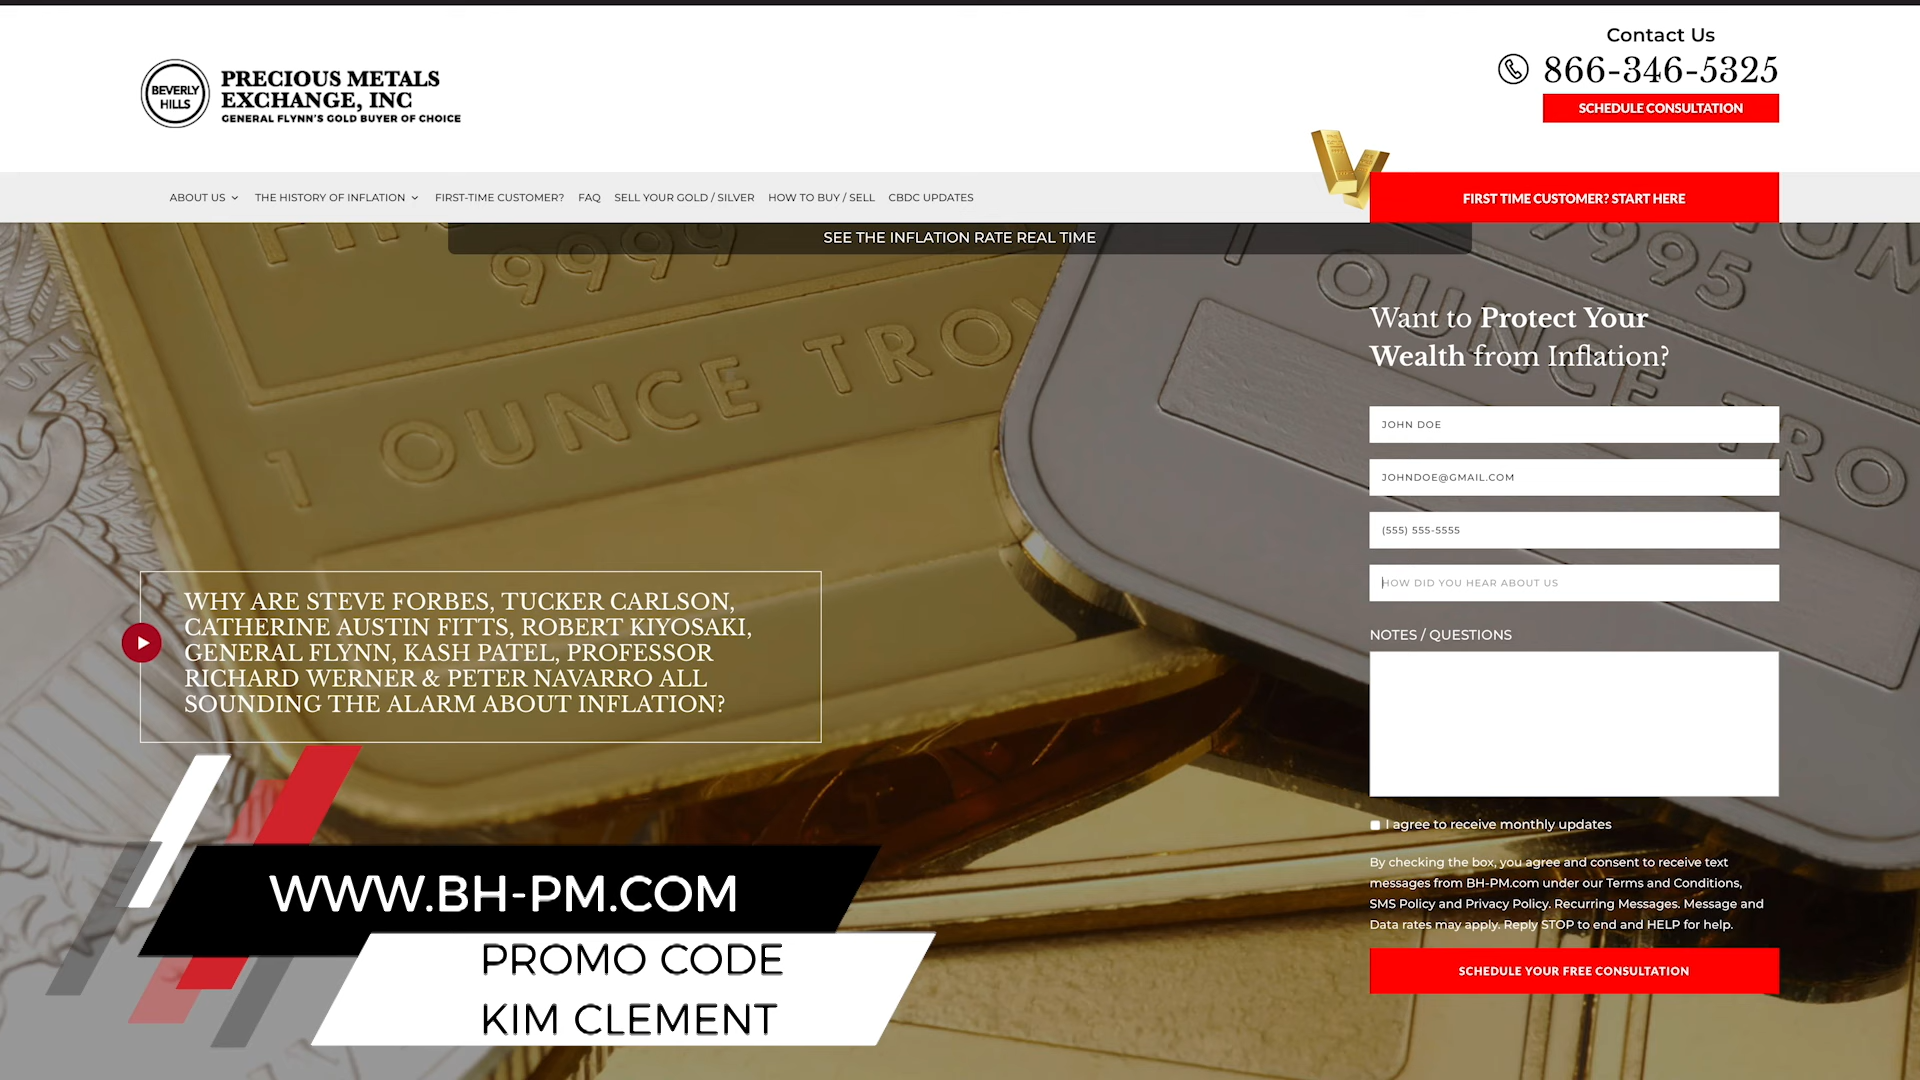 Contact Us
866-346-5325
SCHEDULE CONSULTATION
BEVERLY
HILLS
PRECIOUS METALS
EXCHANGE, INC
GENERAL FLYNN'S GOLD BUYER OF CHOICE
ABOUT US THE HISTORY OF INFLATION FIRST-TIME CUSTOMER? FAQ SELL YOUR GOLD / SILVER HOW TO BUY / SELL CBDC UPDATES
FIRST TIME CUSTOMER? START HERE
SEE THE INFLATION RATE REAL TIME
9999
1 OUNCE TROY
9995
1 OUNCE TRO
Want to Protect Your
Wealth from Inflation?
JOHN DOE
JOHNDOE@GMAIL.COM
(555) 555-5555
HOW DID YOU HEAR ABOUT US
NOTES / QUESTIONS
I agree to receive monthly updates
By checking the box, you agree and consent to receive text
messages from BH-PM.com under our Terms and Conditions,
SMS Policy and Privacy Policy. Recurring Messages. Message and
Data rates may apply. Reply STOP to end and HELP for help.
SCHEDULE YOUR FREE CONSULTATION
WHY ARE STEVE FORBES, TUCKER CARLSON,
CATHERINE AUSTIN FITTS, ROBERT KIYOSAKI,
GENERAL FLYNN, KASH PATEL, PROFESSOR
RICHARD WERNER & PETER NAVARRO ALL
SOUNDING THE ALARM ABOUT INFLATION?
WWW.BH-PM.COM
PROMO CODE
KIM CLEMENT